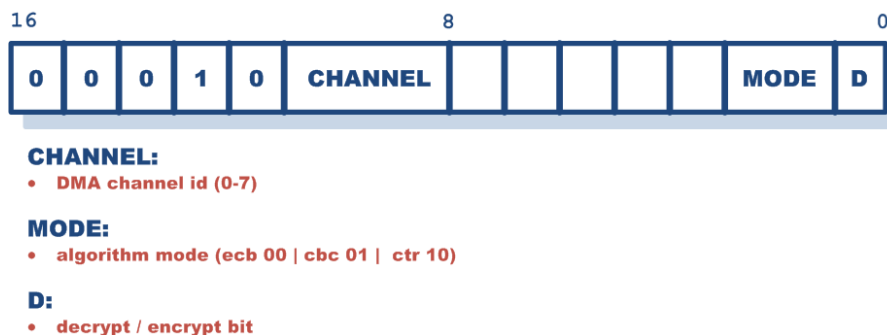 16 8 0
0 0 0 1 0 CHANNEL MODE D
CHANNEL:
• DMA channel id (0-7)
MODE:
• algorithm mode (ecb 00 | cbc 01 | ctr 10)
D:
• decrypt / encrypt bit